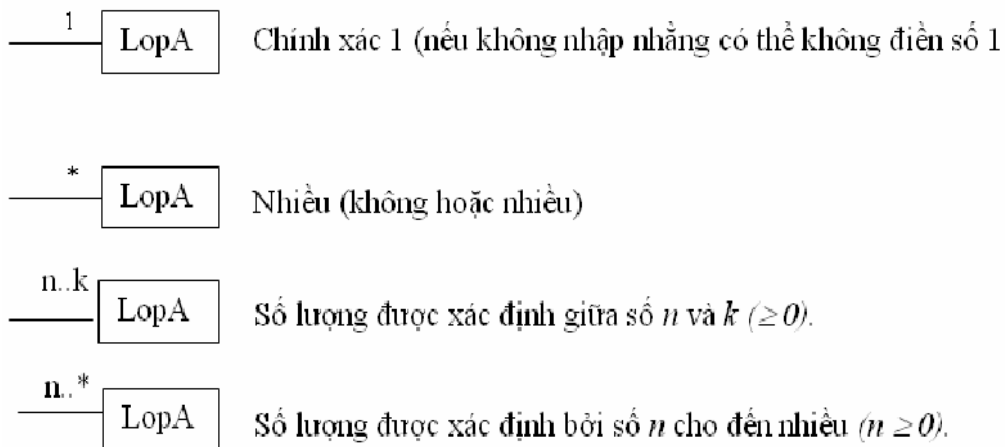 1
LopA Chính xác 1 (nếu không nhập nhằng có thể không điền số 1
*
LopA Nhiều (không hoặc nhiều)
n..k
LopA Số lượng được xác định giữa số n và k (≥0).
n..*
LopA Số lượng được xác định bởi số n cho đến nhiều (n ≥0).